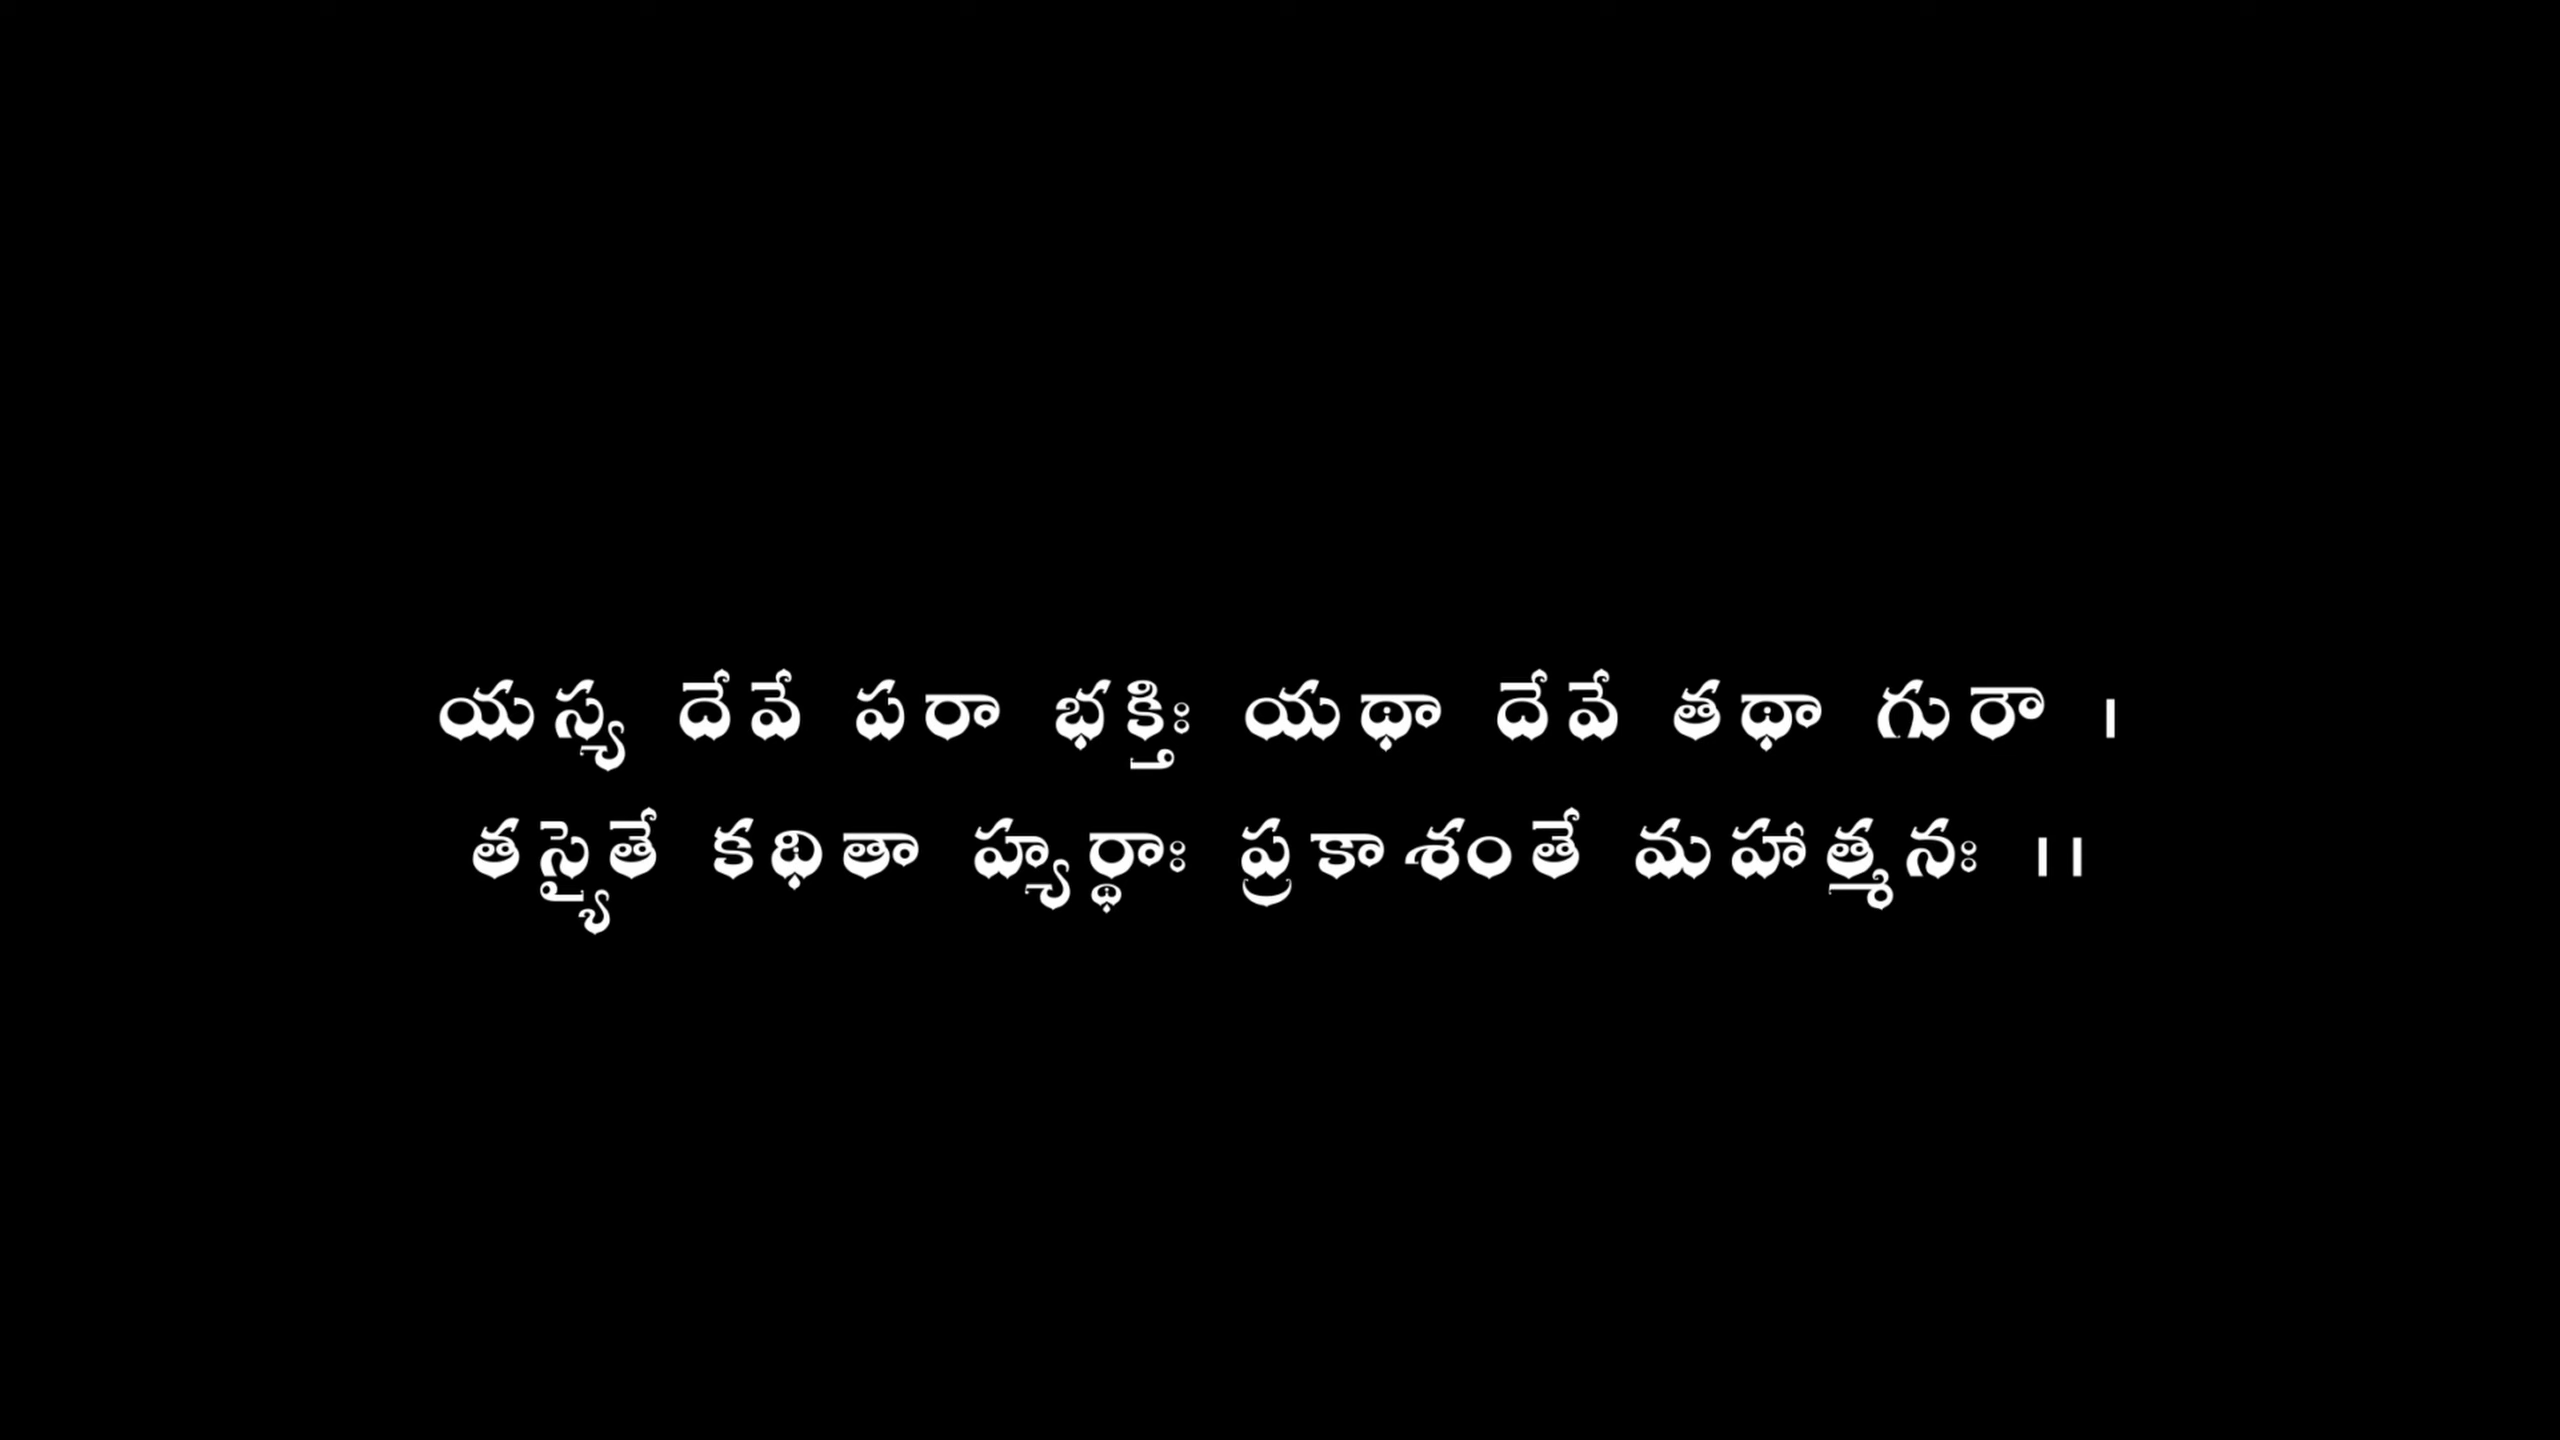 యస్య దేవే పరా భక్తిః యథా దేవే తథా గురౌ ।
తస్యైతే కథితా హ్యర్థాః ప్రకాశంతే మహాత్మనః ।।